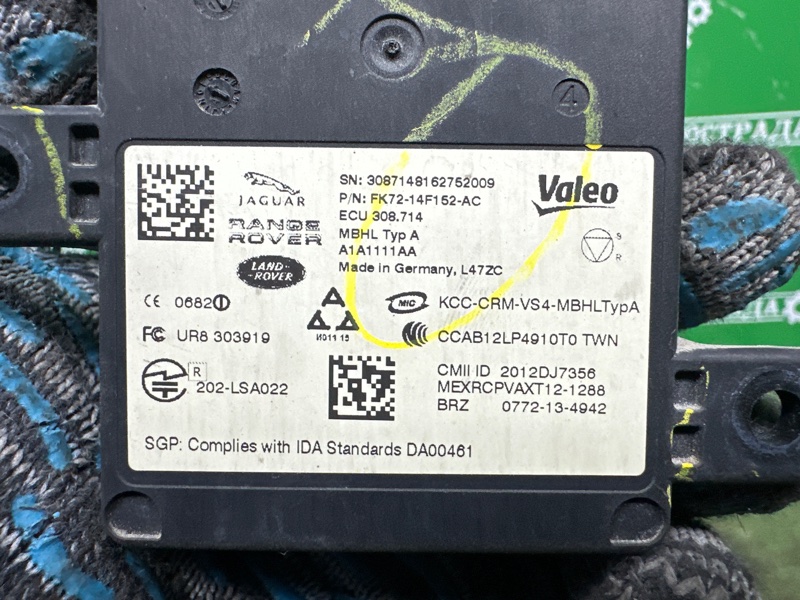 4
JAGUAR
RANGE
ROVER
LAND-
-ROVER
SN: 3087148162752009
P/N: FK72-14F152-AC
ECU 308.714
MBHL Typ A
A1A1111AA
Made in Germany, L47ZC
Valeo
S
R
CE 0682
FC UR8 303919
R
202-LSA022
A
MIC
KCC-CRM-VS4-MBHLTypA
CCAB12LP4910T0 TWN
CMII ID 2012DJ7356
MEXRCPVAXT12-1288
BRZ 0772-13-4942
SGP: Complies with IDA Standards DA00461